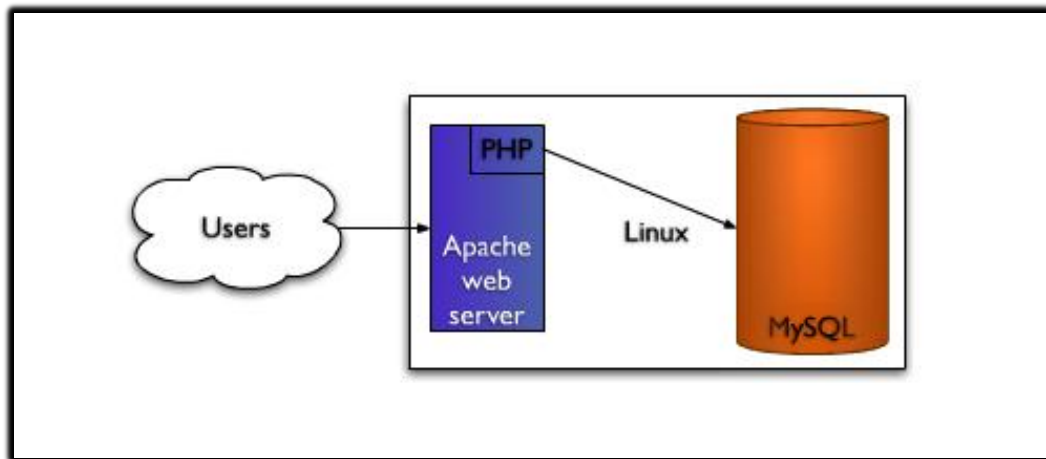 Users
PHP
Apache
web
server
Linux
MySQL